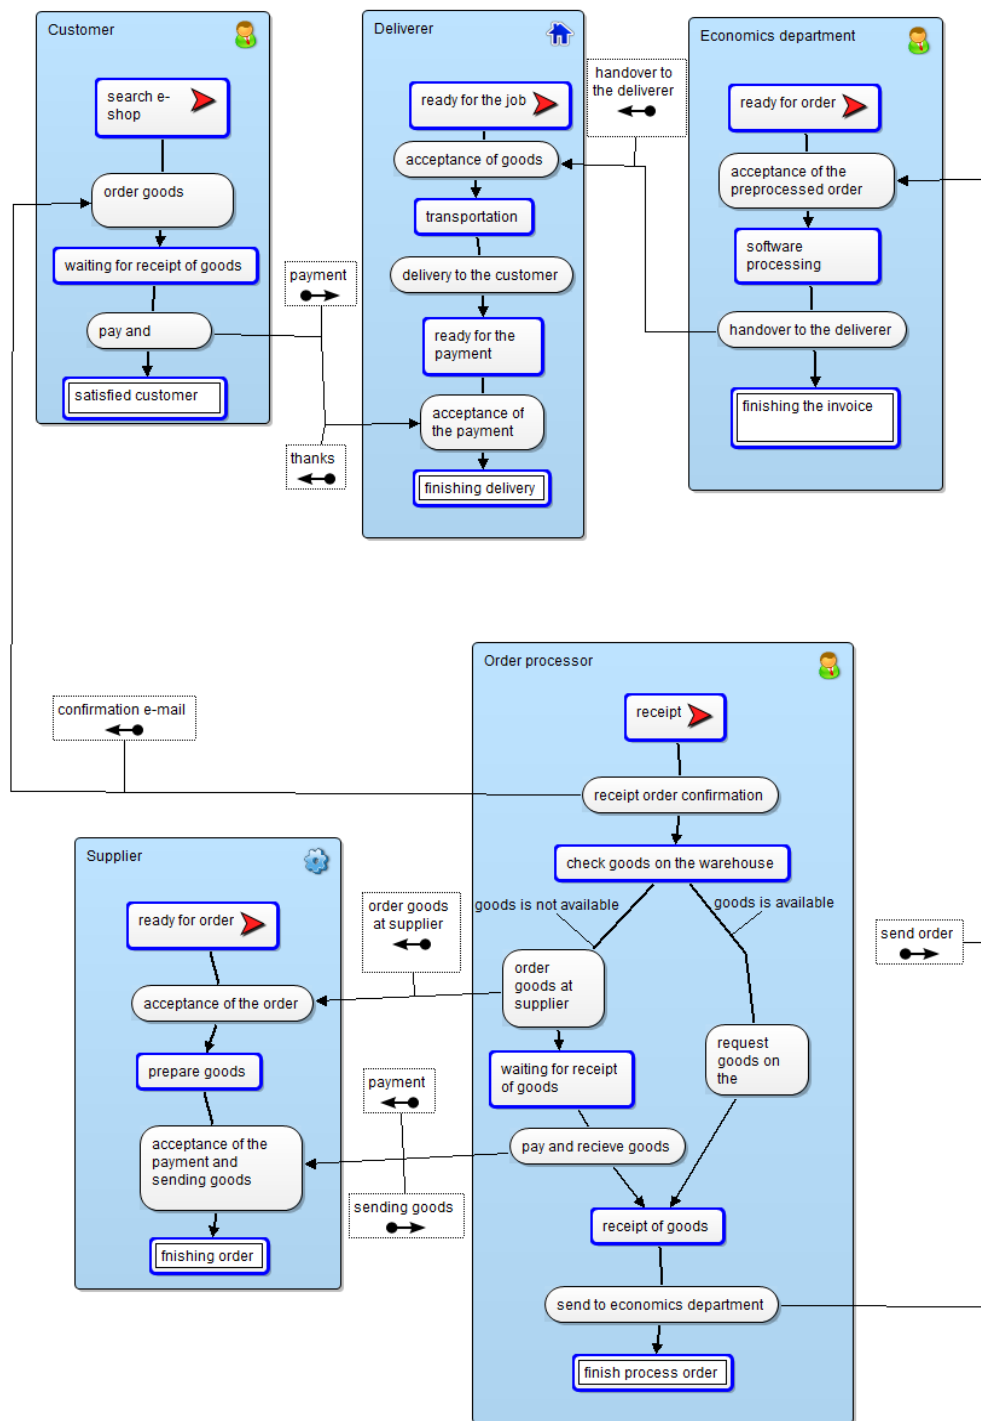 Customer
search e-
shop
order goods
waiting for receipt of goods
pay and
satisfied customer
payment
thanks
Deliverer
ready for the job
acceptance of goods
transportation
delivery to the customer
ready for the
payment
acceptance of
the payment
finishing delivery
handover to
the deliverer
Economics department
ready for order
acceptance of the
preprocessed order
software
processing
handover to the deliverer
finishing the invoice
confirmation e-mail
Order processor
receipt
receipt order confirmation
check goods on the warehouse
goods is not available
goods is available
order
goods at
supplier
request
goods on
the
waiting for receipt
of goods
pay and recieve goods
receipt of goods
send to economics department
finish process order
send order
Supplier
ready for order
acceptance of the order
prepare goods
acceptance of the
payment and
sending goods
fnishing order
order goods
at supplier
payment
sending goods